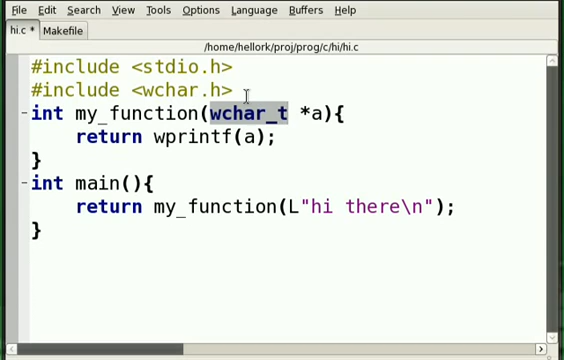 File Edit Search View Tools Options Language Buffers Help
hi.c * Makefile
/home/hellork/proj/prog/c/hi/hi.c
#include <stdio.h>
#include <wchar.h>
int my_function(wchar_t *a){
    return wprintf(a);
}
int main(){
    return my_function(L"hi there\n");
}